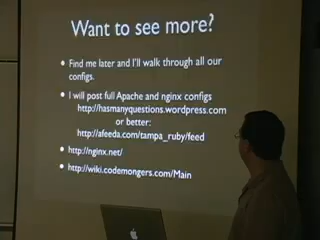 Want to see more?
Find me later and I'll walk through all our
configs.
I will post full Apache and nginx configs
http://hasmanyquestions.wordpress.com
or better:
http://afeeda.com/tampa_ruby/feed
http://nginx.net/
http://wiki.codemongers.com/Main